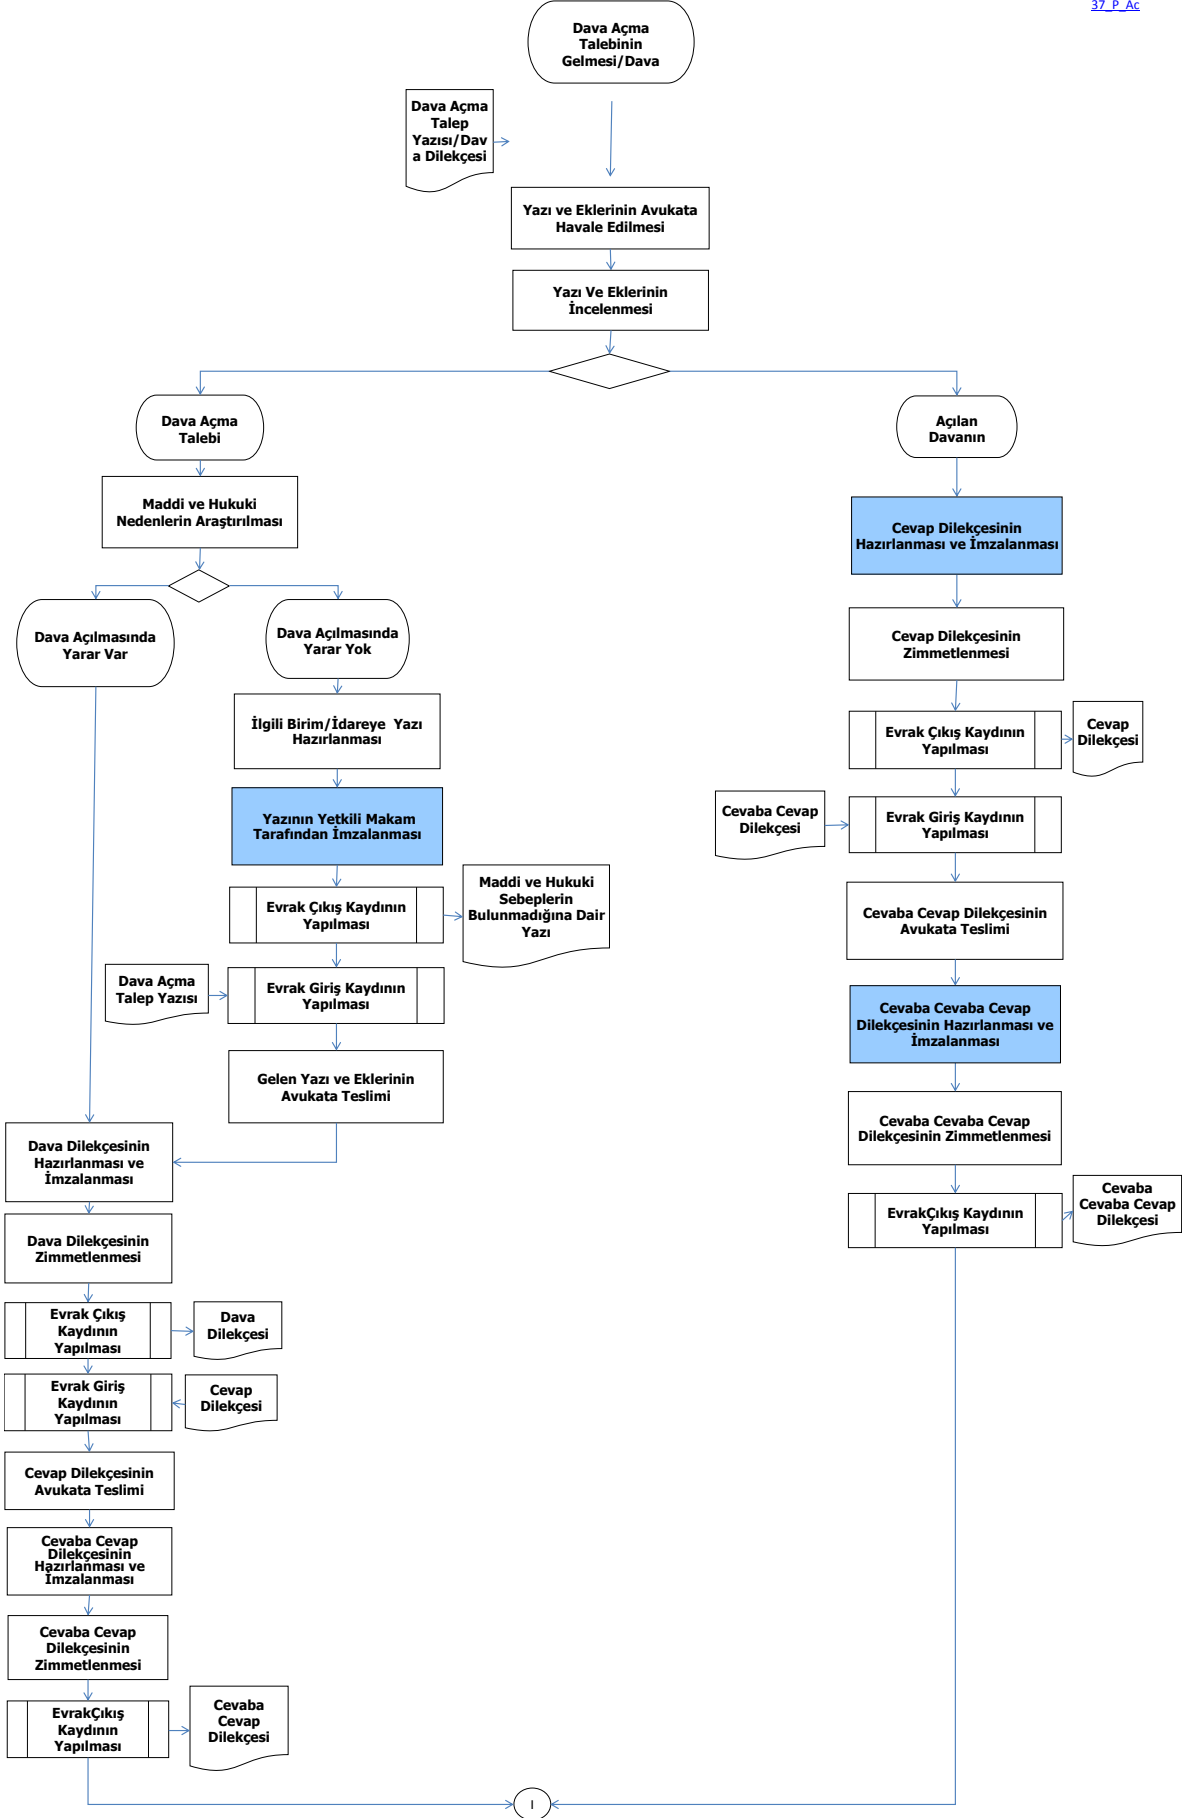 37_P_Ac
Dava Açma
Talebinin
Gelmesi/Dava
Dava Açma
Talep
Yazısı/Dav
a Dilekçesi
Yazı ve Eklerinin Avukata
Havale Edilmesi
Yazı Ve Eklerinin
İncelenmesi
Dava Açma
Talebi
Açılan
Davanın
Maddi ve Hukuki
Nedenlerin Araştırılması
Cevap Dilekçesinin
Hazırlanması ve İmzalanması
Dava Açılmasında
Yarar Var
Dava Açılmasında
Yarar Yok
Cevap Dilekçesinin
Zimmetlenmesi
İlgili Birim/İdareye  Yazı
Hazırlanması
Evrak Çıkış Kaydının
Yapılması
Cevap
Dilekçesi
Yazının Yetkili Makam
Tarafından İmzalanması
Cevaba Cevap
Dilekçesi
Evrak Giriş Kaydının
Yapılması
Evrak Çıkış Kaydının
Yapılması
Maddi ve Hukuki
Sebeplerin
Bulunmadığına Dair
Yazı
Cevaba Cevap Dilekçesinin
Avukata Teslimi
Dava Açma
Talep Yazısı
Evrak Giriş Kaydının
Yapılması
Cevaba Cevaba Cevap
Dilekçesinin Hazırlanması ve
İmzalanması
Gelen Yazı ve Eklerinin
Avukata Teslimi
Cevaba Cevaba Cevap
Dilekçesinin Zimmetlenmesi
Dava Dilekçesinin
Hazırlanması ve
İmzalanması
EvrakÇıkış Kaydının
Yapılması
Cevaba
Cevaba Cevap
Dilekçesi
Dava Dilekçesinin
Zimmetlenmesi
Evrak Çıkış
Kaydının
Yapılması
Dava
Dilekçesi
Evrak Giriş
Kaydının
Yapılması
Cevap
Dilekçesi
Cevap Dilekçesinin
Avukata Teslimi
Cevaba Cevap
Dilekçesinin
Hazırlanması ve
İmzalanması
Cevaba Cevap
Dilekçesinin
Zimmetlenmesi
EvrakÇıkış
Kaydının
Yapılması
Cevaba
Cevap
Dilekçesi
I